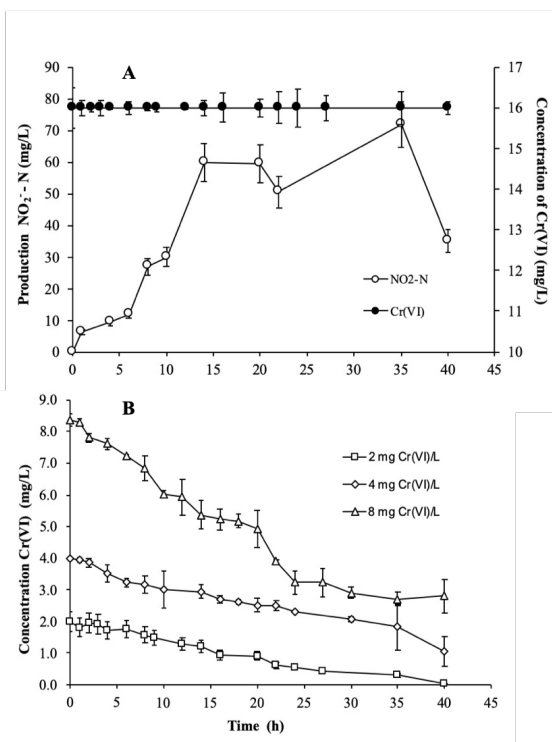 A
90
80
70
60
50
40
30
20
10
0
Production NO2- - N (mg/L)
17
16
15
14
13
12
11
10
Concentration of Cr(VI) (mg/L)
NO2-N
Cr(VI)
0 5 10 15 20 25 30 35 40 45
B
9.0
8.0
7.0
6.0
5.0
4.0
3.0
2.0
1.0
0.0
Concentration Cr(VI) (mg/L)
2 mg Cr(VI)/L
4 mg Cr(VI)/L
8 mg Cr(VI)/L
0 5 10 15 20 25 30 35 40 45
Time (h)